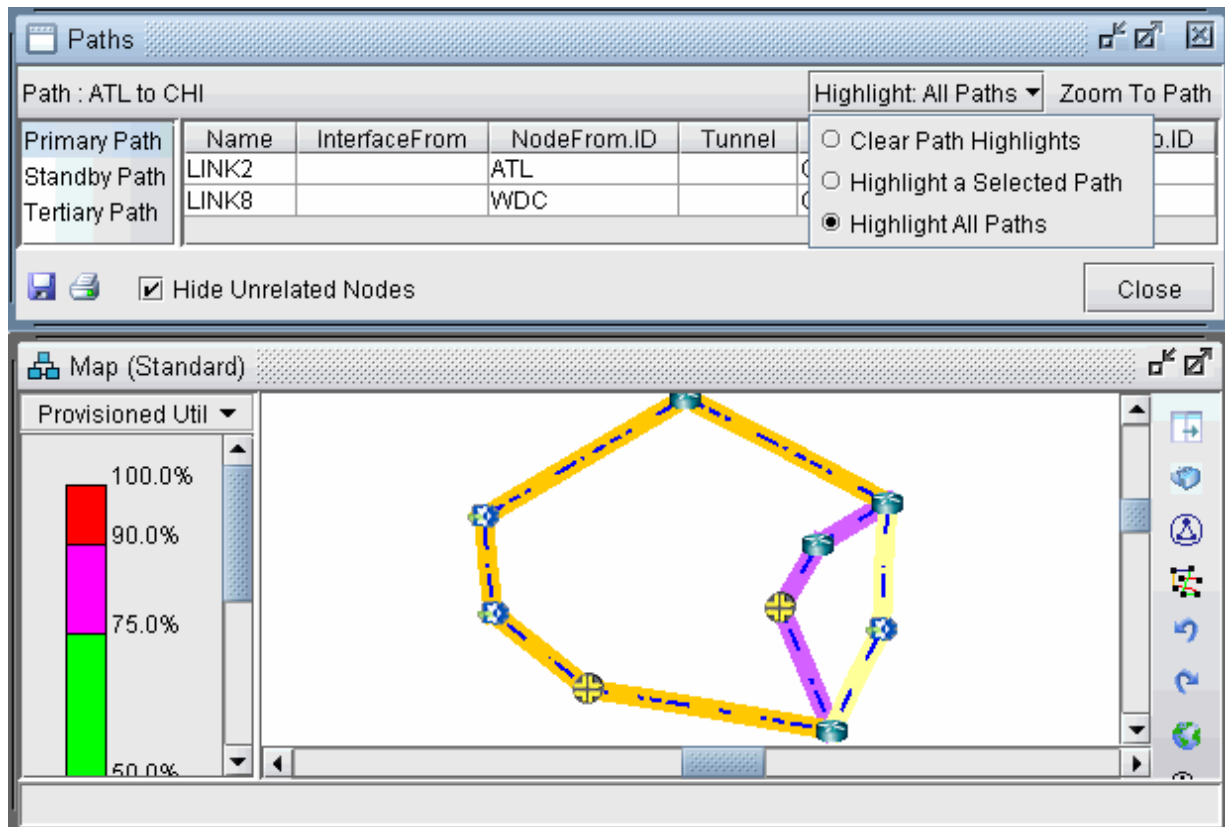 Paths
Path : ATL to CHI
Highlight: All Paths
Zoom To Path
Primary Path
Standby Path
Tertiary Path
Name InterfaceFrom NodeFrom.ID Tunnel
LINK2 ATL
LINK8 WDC
Clear Path Highlights
Highlight a Selected Path
Highlight All Paths
Hide Unrelated Nodes
Close
Map (Standard)
Provisioned Util
100.0%
90.0%
75.0%
50.0%